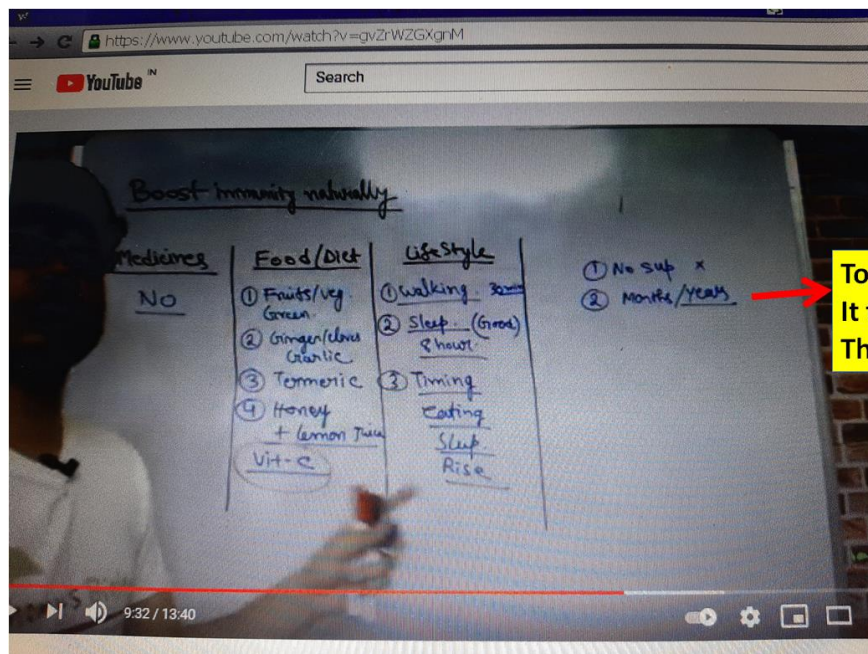 https://www.youtube.com/watch?v=gvZrWZGXgnM
YouTube IN
Search
Boost immunity naturally
Medicines
No
Food/Diet
① Fruits/veg.
Green.
② Ginger/cloves
Garlic
③ Termeric
④ Honey
+ Lemon Juice
Vit-C
LifeStyle
① Walking 30min
② Sleep. (Good)
8 hour.
③ Timing
Eating
Sleep.
Rise
① No sup x
② Months/years
To
It
Th
9:32 / 13:40